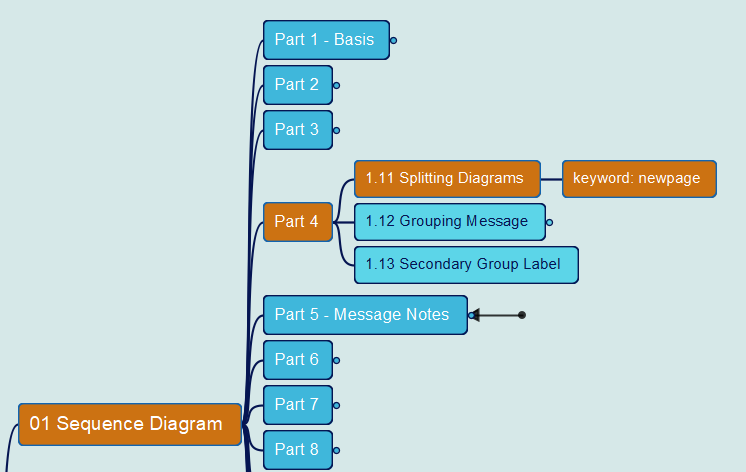 Part 1 - Basis
Part 2
Part 3
1.11 Splitting Diagrams
keyword: newpage
Part 4
1.12 Grouping Message
1.13 Secondary Group Label
Part 5 - Message Notes
Part 6
Part 7
01 Sequence Diagram
Part 8